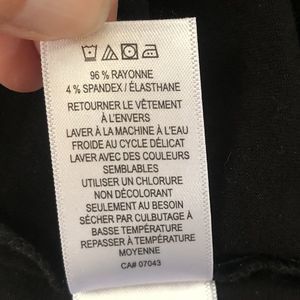 96 % RAYONNE
4 % SPANDEX / ÉLASTHANE
RETOURNER LE VÊTEMENT
À L'ENVERS
LAVER À LA MACHINE À L'EAU
FROIDE AU CYCLE DÉLICAT
LAVER AVEC DES COULEURS
SEMBLABLES
UTILISER UN CHLORURE
NON DÉCOLORANT
SEULEMENT AU BESOIN
SÉCHER PAR CULBUTAGE À
BASSE TEMPÉRATURE
REPASSER À TEMPÉRATURE
MOYENNE
CA# 07043